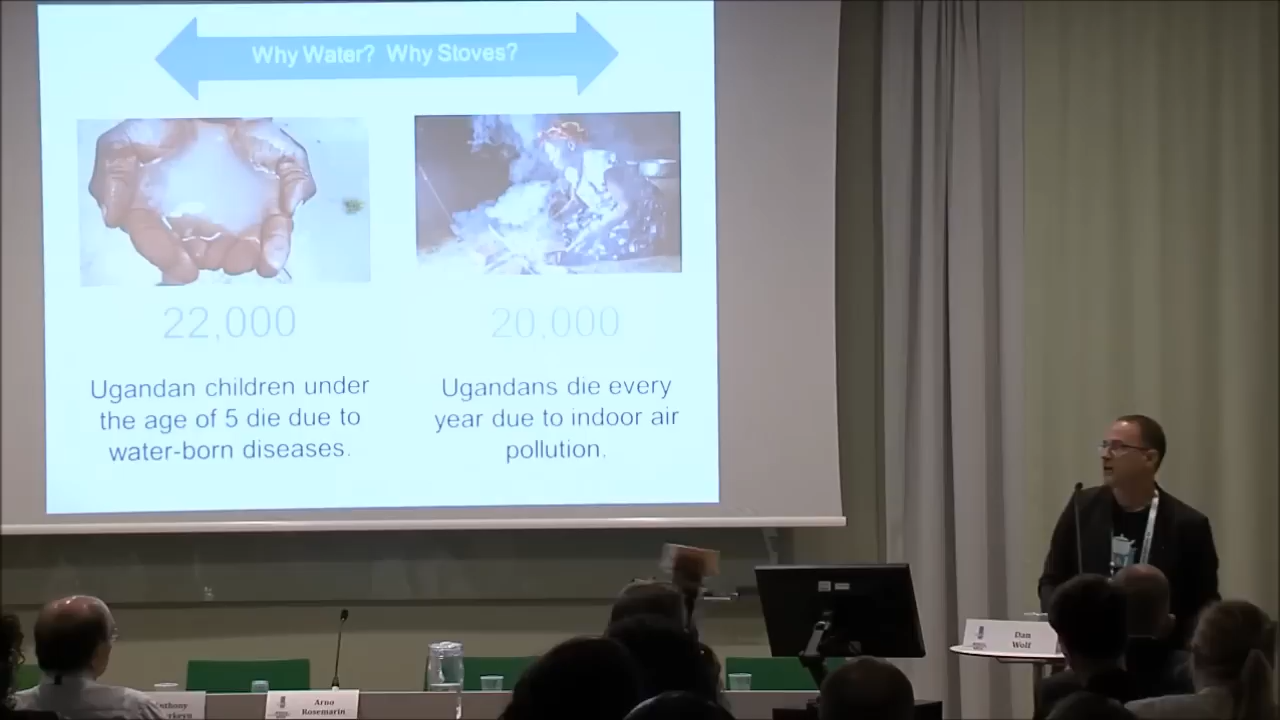 Why Water? Why Stoves?
22,000
20,000
Ugandan children under
the age of 5 die due to
water-born diseases.
Ugandans die every
year due to indoor air
pollution.
Dan
Wolf
Arno
Rosemarin